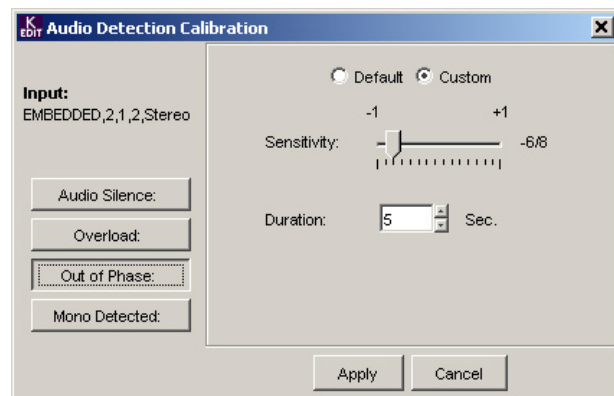 K EDIT Audio Detection Calibration
Input:
EMBEDDED,2,1,2,Stereo
Audio Silence:
Overload:
Out of Phase:
Mono Detected:
Default Custom
-1 +1
Sensitivity: -6/8
Duration: 5 Sec.
Apply Cancel